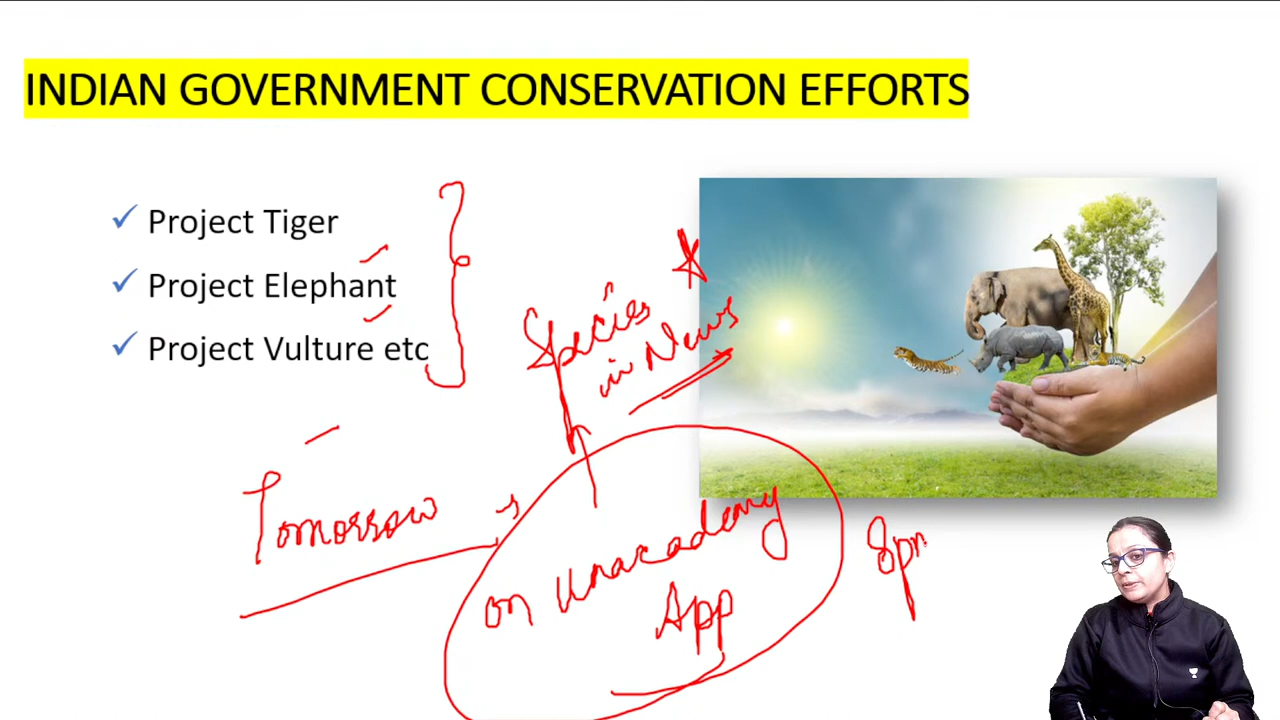 INDIAN GOVERNMENT CONSERVATION EFFORTS
Project Tiger
Project Elephant
Project Vulture etc
Species
in News
Tomorrow
on Unacademy
App
8pm